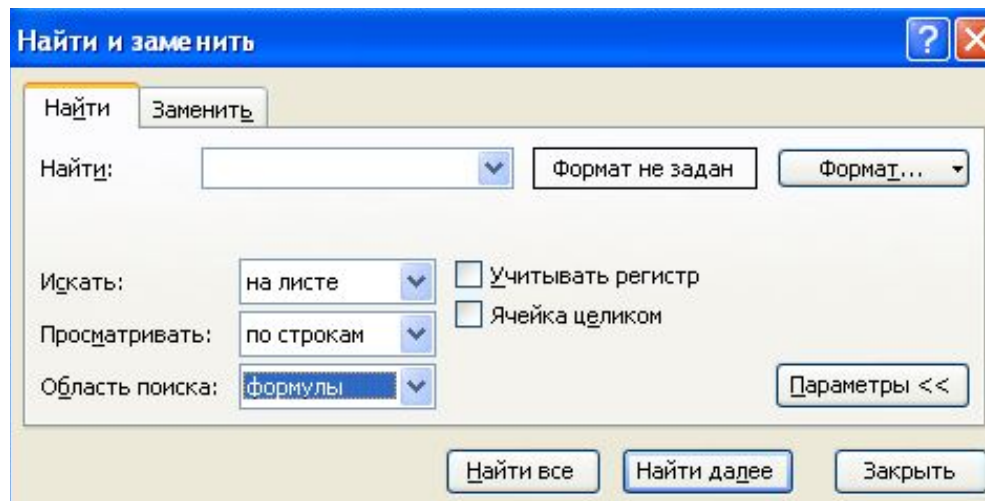 Найти и заменить
Найти Заменить
Найти: Формат не задан Формат...
Искать: на листе Учитывать регистр
Ячейка целиком
Просматривать: по строкам
Область поиска: формулы Параметры <<
Найти все Найти далее Закрыть